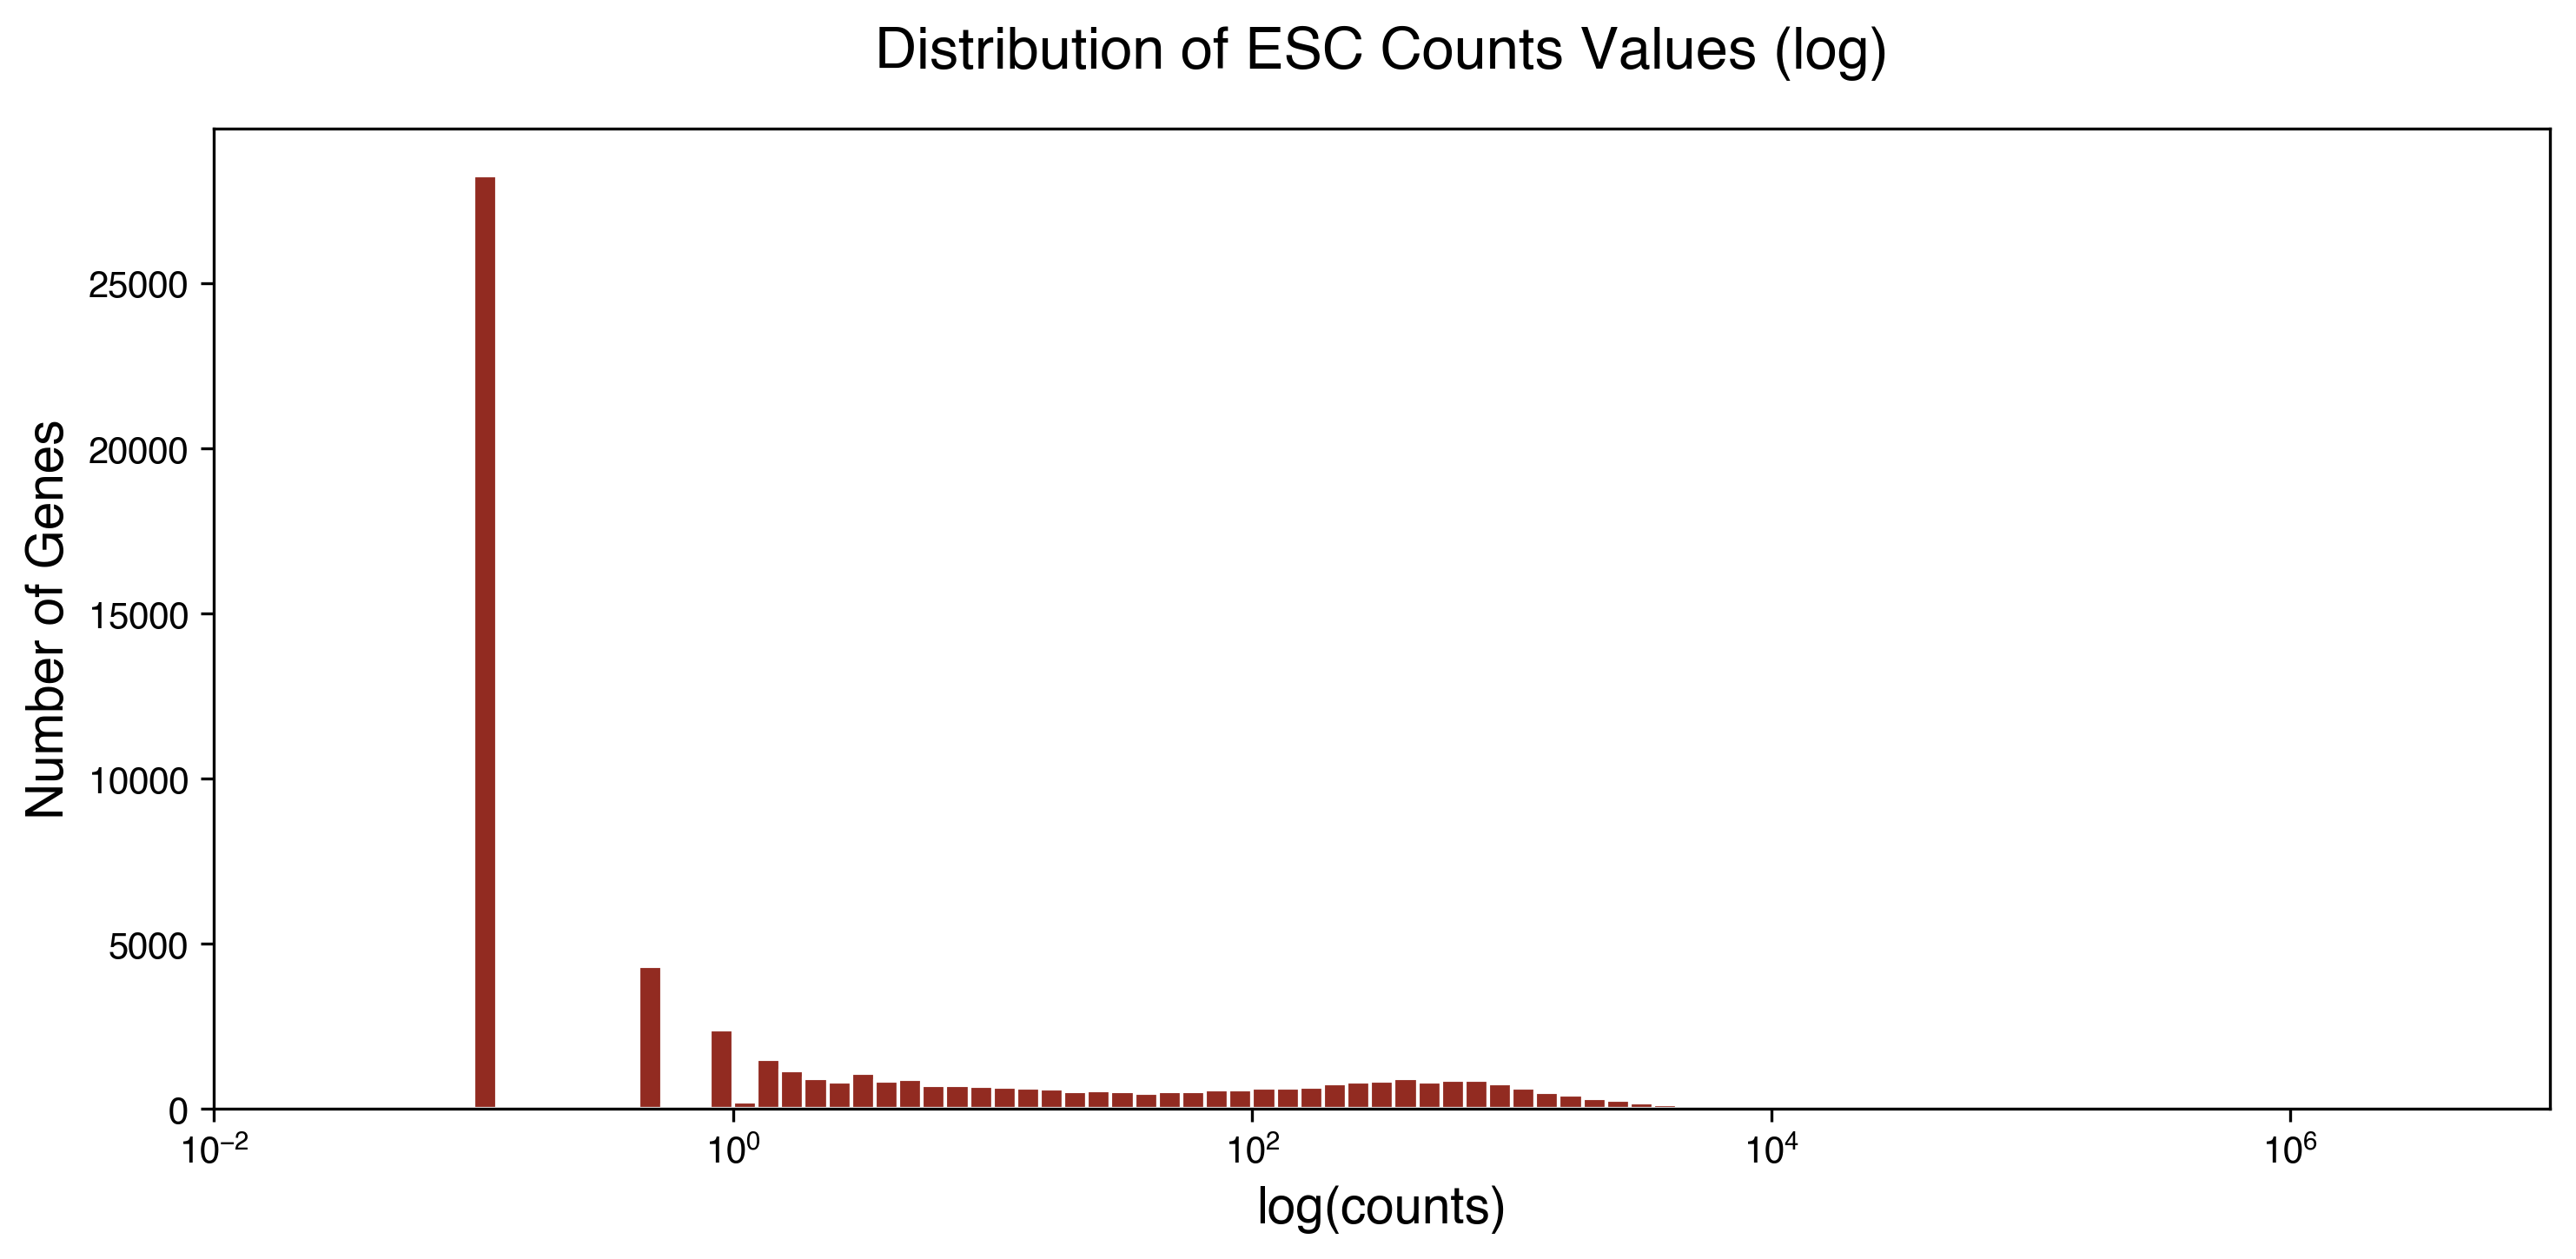 Distribution of ESC Counts Values (log)
Number of Genes
25000
20000
15000
10000
5000
0
10⁻² 10⁰ 10² 10⁴ 10⁶
log(counts)